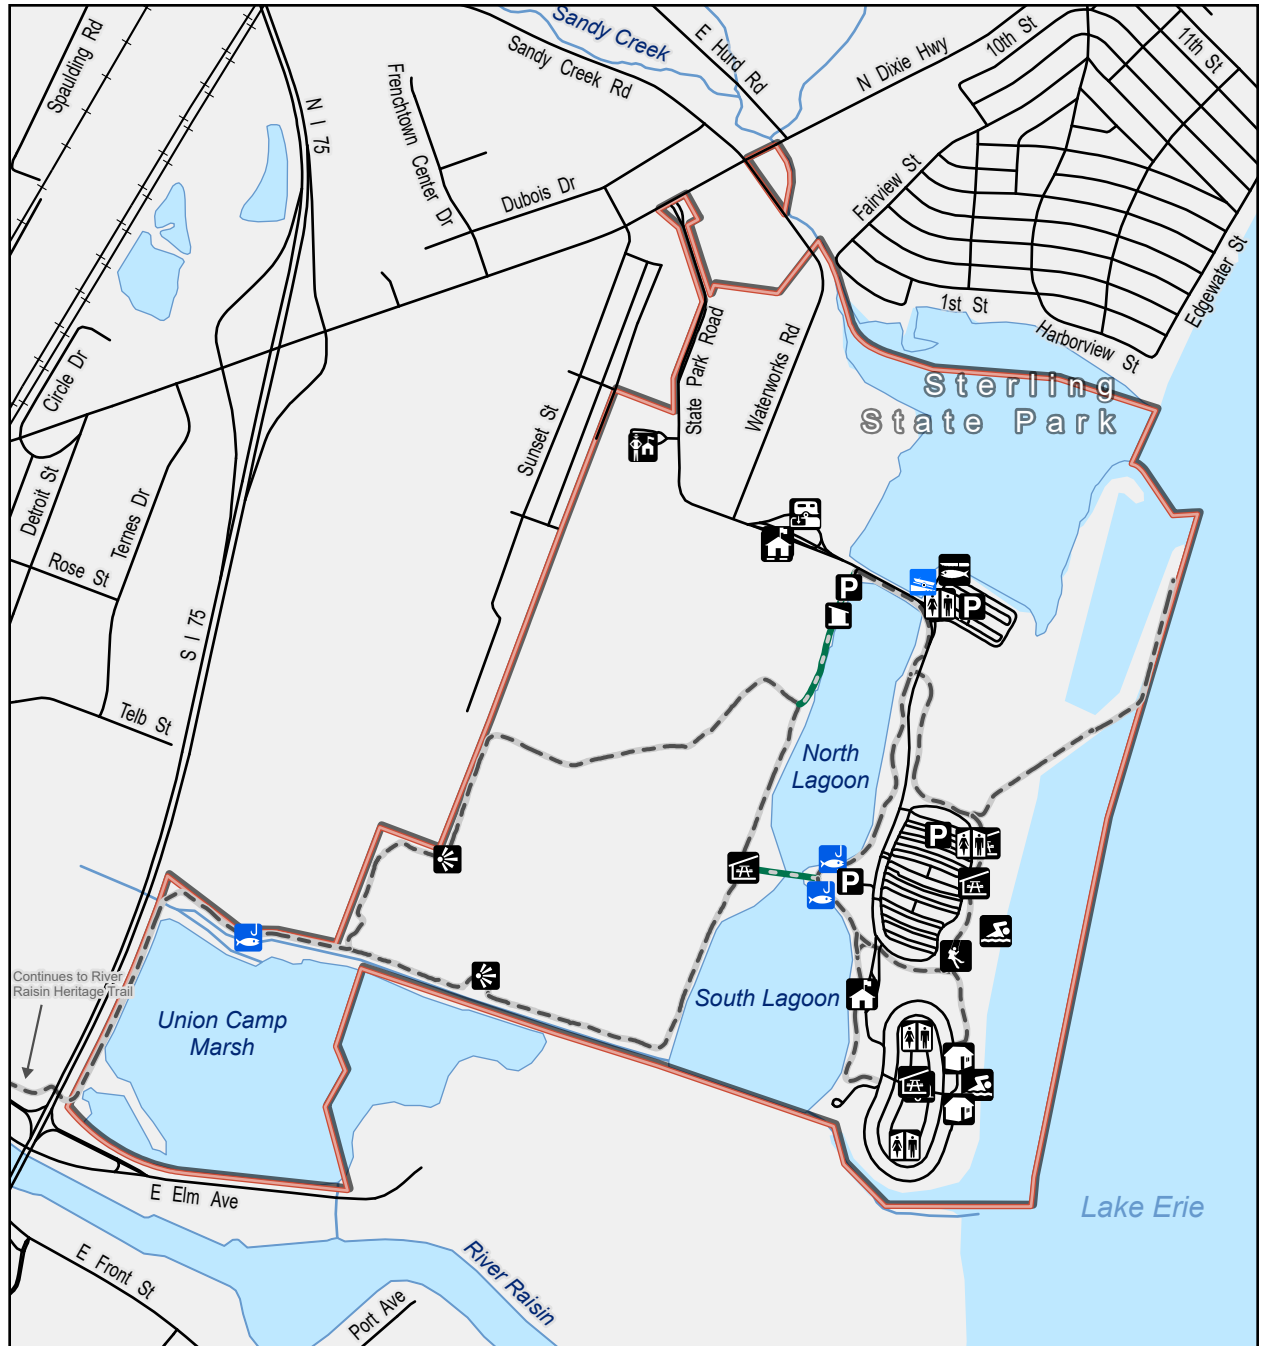 Spaulding Rd
N I 75
Sandy Creek
Sandy Creek Rd
E Hurd Rd
N Dixie Hwy
10th St
11th St
Frenchtown Center Dr
Dubois Dr
Fairview St
Edgewater St
1st St
Harborview St
Circle Dr
State Park Road
Waterworks Rd
Sterling
State Park
Sunset St
Detroit St
Ternes Dr
Rose St
S I 75
Telb St
P
P
North
Lagoon
P
P
South Lagoon
Continues to River
Raisin Heritage Trail
Union Camp
Marsh
E Elm Ave
Lake Erie
River Raisin
E Front St
Port Ave